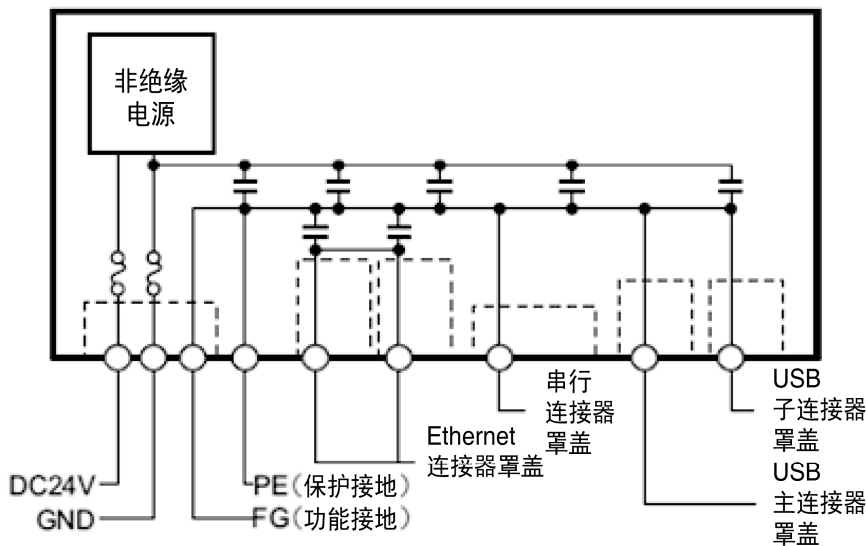 非绝缘
电源
串行
连接器
罩盖
USB
子连接器
罩盖
Ethernet
连接器罩盖
DC24V
PE(保护接地)
USB
主连接器
罩盖
GND
FG(功能接地)